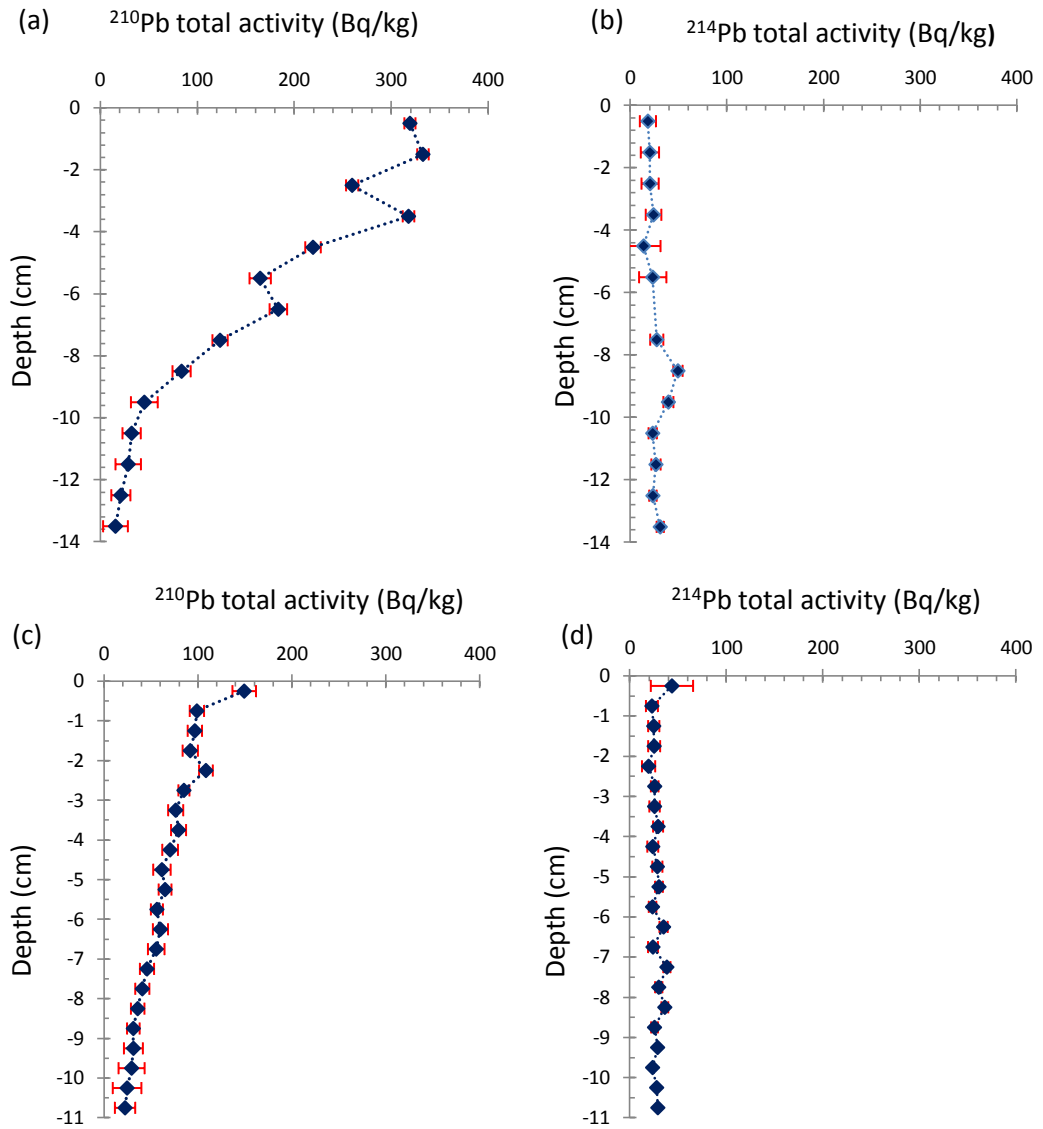 (a) ²¹⁰Pb total activity (Bq/kg)
0 100 200 300 400
0
-2
-4
-6
-8
-10
-12
-14
Depth (cm)
(b) ²¹⁴Pb total activity (Bq/kg)
0 100 200 300 400
0
-2
-4
-6
-8
-10
-12
-14
Depth (cm)
²¹⁰Pb total activity (Bq/kg)
(c)
0 100 200 300 400
0
-1
-2
-3
-4
-5
-6
-7
-8
-9
-10
-11
Depth (cm)
²¹⁴Pb total activity (Bq/kg)
(d)
0 100 200 300 400
0
-1
-2
-3
-4
-5
-6
-7
-8
-9
-10
-11
Depth (cm)